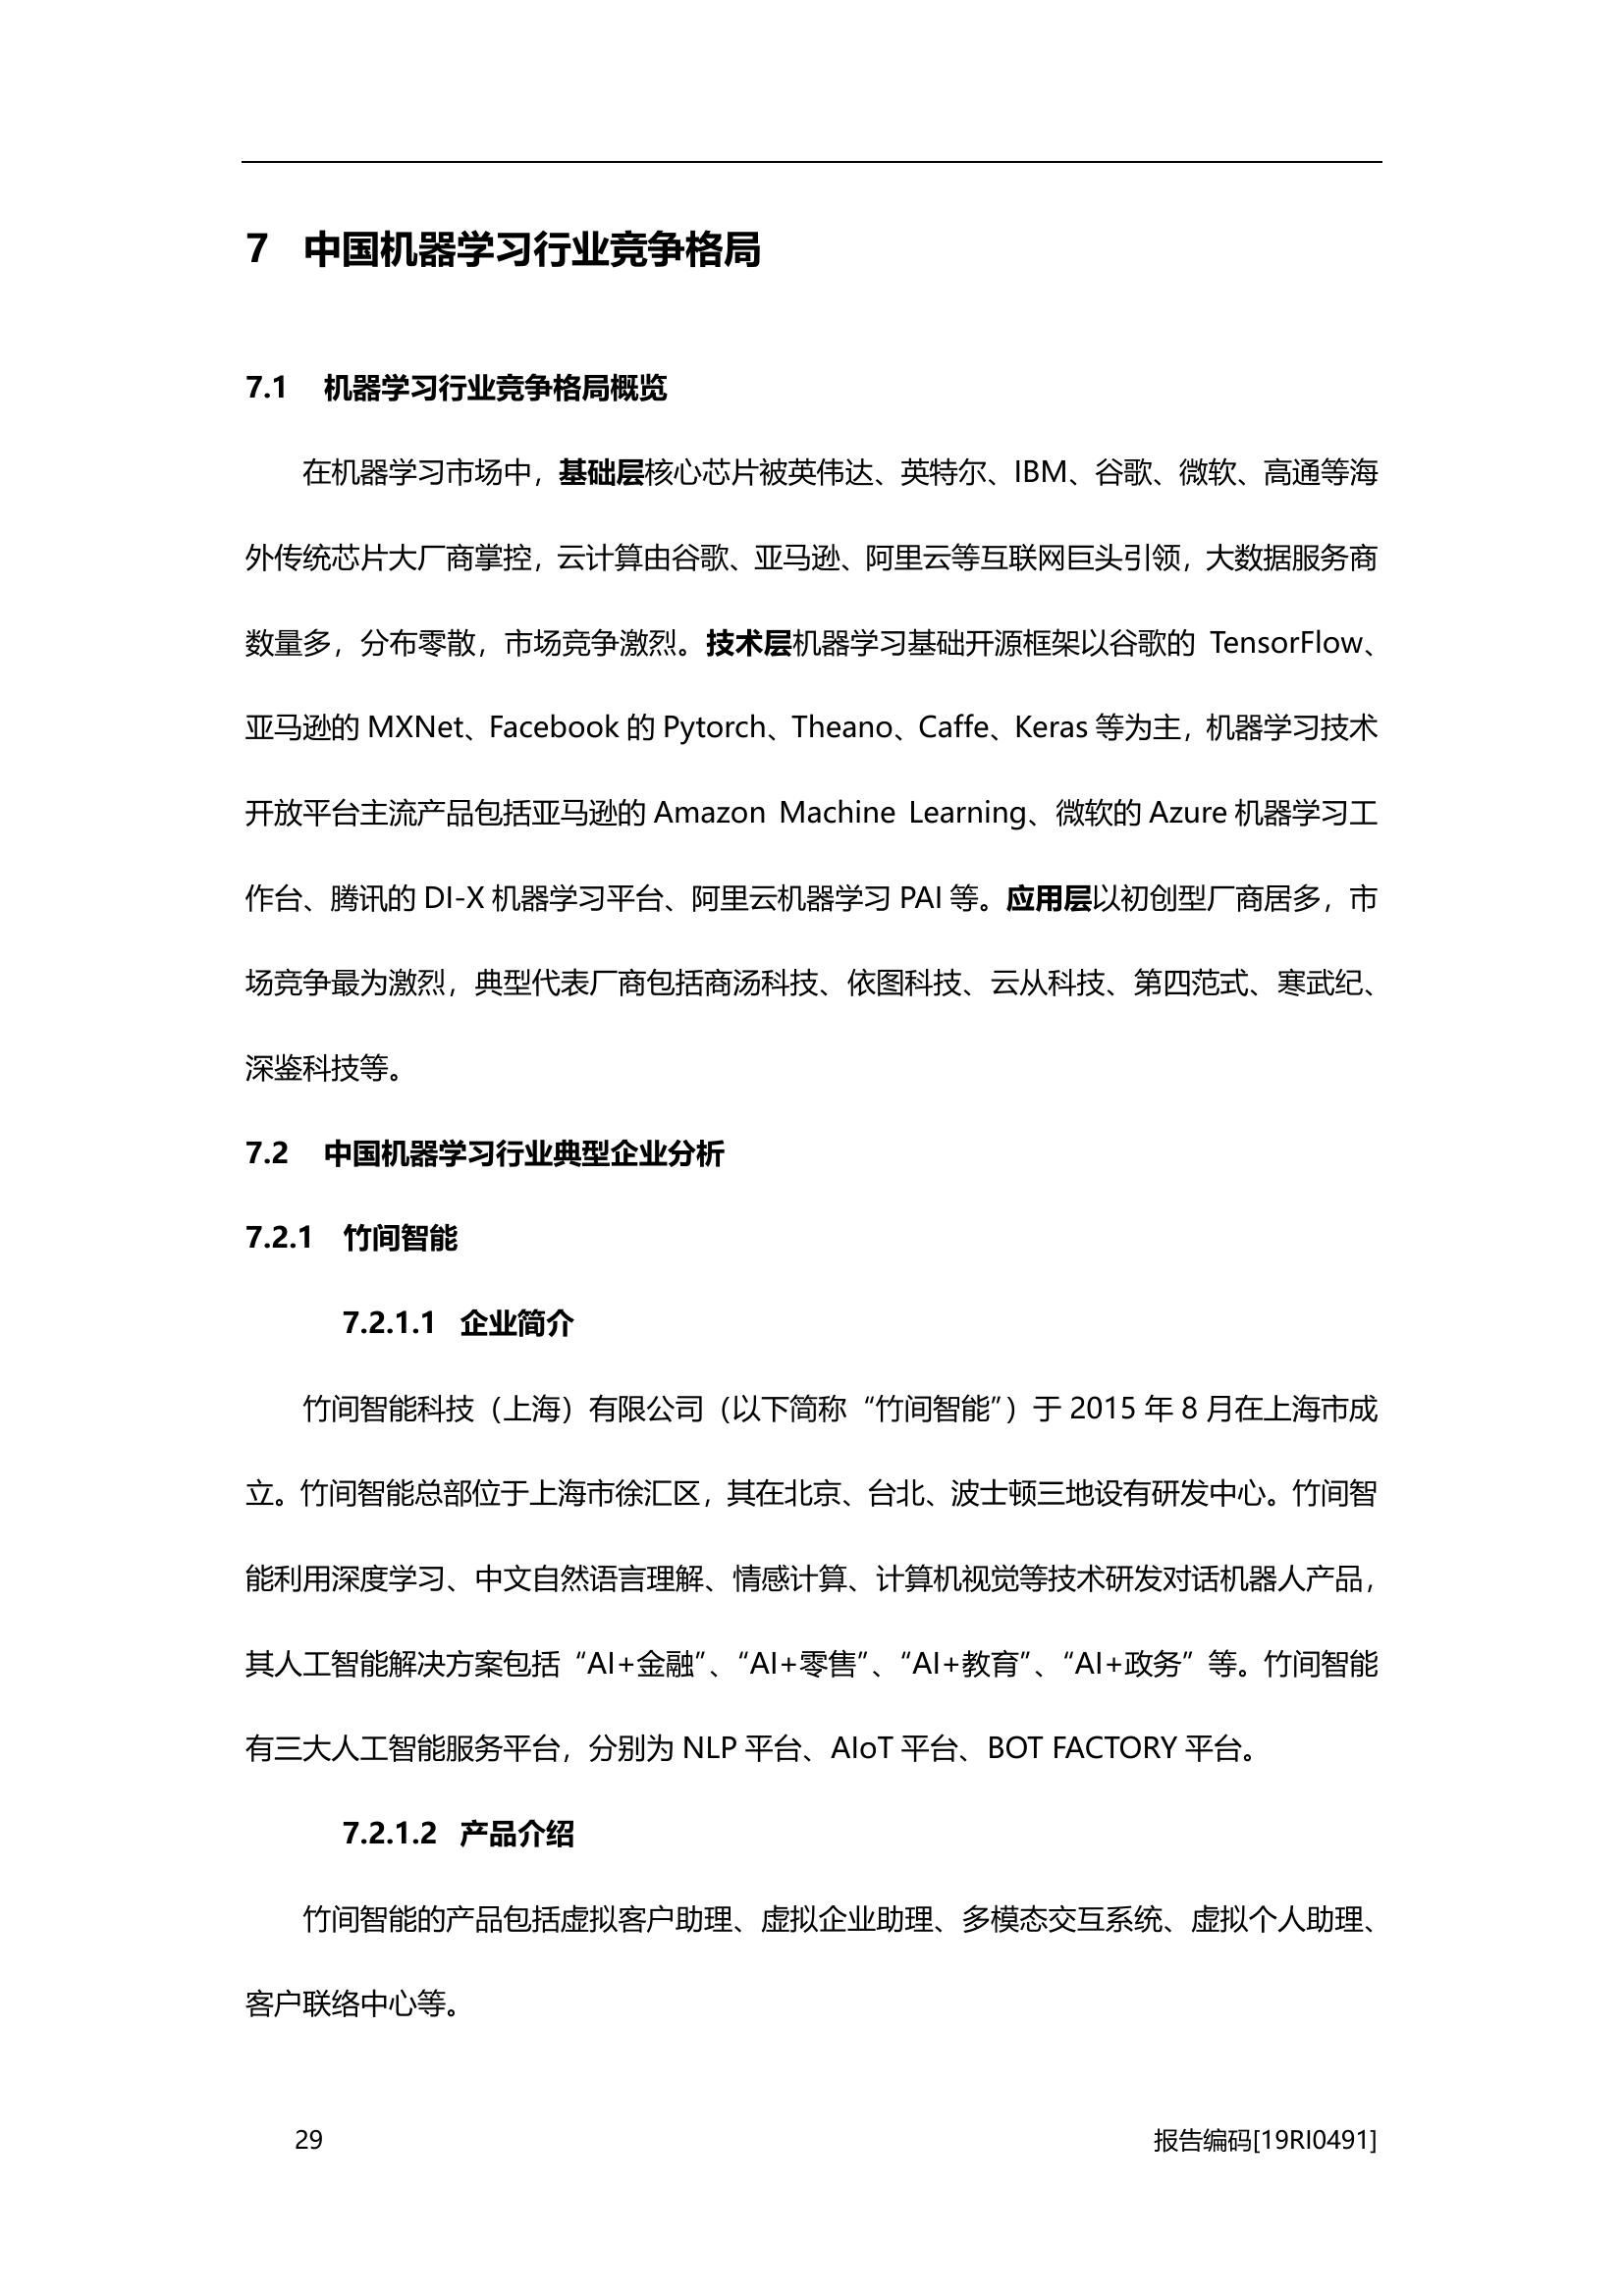 7 中国机器学习行业竞争格局
7.1 机器学习行业竞争格局概览
在机器学习市场中，基础层核心芯片被英伟达、英特尔、IBM、谷歌、微软、高通等海
外传统芯片大厂商掌控，云计算由谷歌、亚马逊、阿里云等互联网巨头引领，大数据服务商
数量多，分布零散，市场竞争激烈。技术层机器学习基础开源框架以谷歌的 TensorFlow、
亚马逊的 MXNet、Facebook 的 Pytorch、Theano、Caffe、Keras 等为主，机器学习技术
开放平台主流产品包括亚马逊的 Amazon Machine Learning、微软的 Azure 机器学习工
作台、腾讯的 DI-X 机器学习平台、阿里云机器学习 PAI 等。应用层以初创型厂商居多，市
场竞争最为激烈，典型代表厂商包括商汤科技、依图科技、云从科技、第四范式、寒武纪、
深鉴科技等。
7.2 中国机器学习行业典型企业分析
7.2.1 竹间智能
7.2.1.1 企业简介
竹间智能科技（上海）有限公司（以下简称“竹间智能”）于 2015 年 8 月在上海市成
立。竹间智能总部位于上海市徐汇区，其在北京、台北、波士顿三地设有研发中心。竹间智
能利用深度学习、中文自然语言理解、情感计算、计算机视觉等技术研发对话机器人产品，
其人工智能解决方案包括“AI+金融”、“AI+零售”、“AI+教育”、“AI+政务”等。竹间智能
有三大人工智能服务平台，分别为 NLP 平台、AIoT 平台、BOT FACTORY 平台。
7.2.1.2 产品介绍
竹间智能的产品包括虚拟客户助理、虚拟企业助理、多模态交互系统、虚拟个人助理、
客户联络中心等。
29 报告编码[19RI0491]